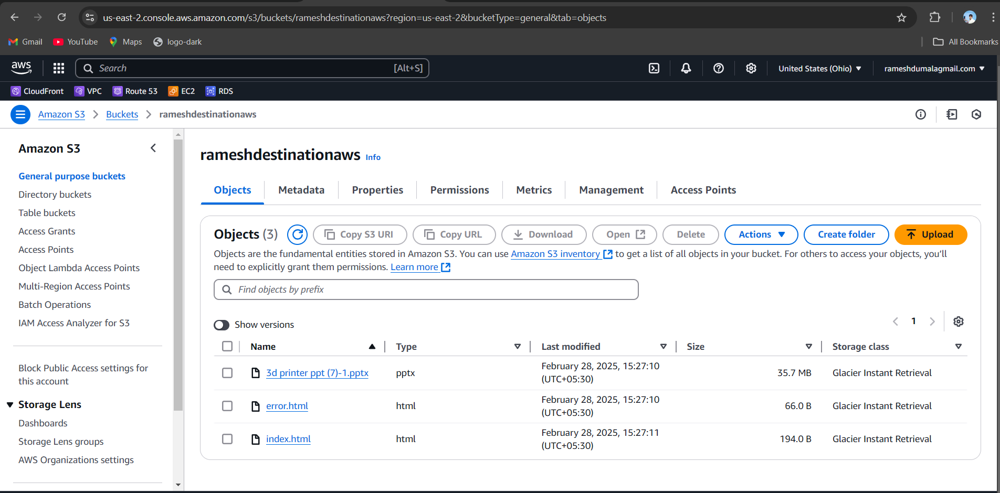 us-east-2.console.aws.amazon.com/s3/buckets/rameshdestinationaws?region=us-east-2&bucketType=general&tab=objects
Gmail YouTube Maps logo-dark All Bookmarks
aws Search [Alt+S] United States (Ohio) rameshdumalagmail.com
CloudFront VPC Route 53 EC2 RDS
Amazon S3 Buckets rameshdestinationaws
Amazon S3
General purpose buckets
Directory buckets
Table buckets
Access Grants
Access Points
Object Lambda Access Points
Multi-Region Access Points
Batch Operations
IAM Access Analyzer for S3
Block Public Access settings for
this account
Storage Lens
Dashboards
Storage Lens groups
AWS Organizations settings
rameshdestinationaws Info
Objects Metadata Properties Permissions Metrics Management Access Points
Objects (3) Copy S3 URI Copy URL Download Open Delete Actions Create folder Upload
Objects are the fundamental entities stored in Amazon S3. You can use Amazon S3 inventory to get a list of all objects in your bucket. For others to access your objects, you’ll
need to explicitly grant them permissions. Learn more
Find objects by prefix
Show versions 1
Name Type Last modified Size Storage class
3d printer ppt (7)-1.pptx pptx February 28, 2025, 15:27:10 (UTC+05:30) 35.7 MB Glacier Instant Retrieval
error.html html February 28, 2025, 15:27:10 (UTC+05:30) 66.0 B Glacier Instant Retrieval
index.html html February 28, 2025, 15:27:11 (UTC+05:30) 194.0 B Glacier Instant Retrieval